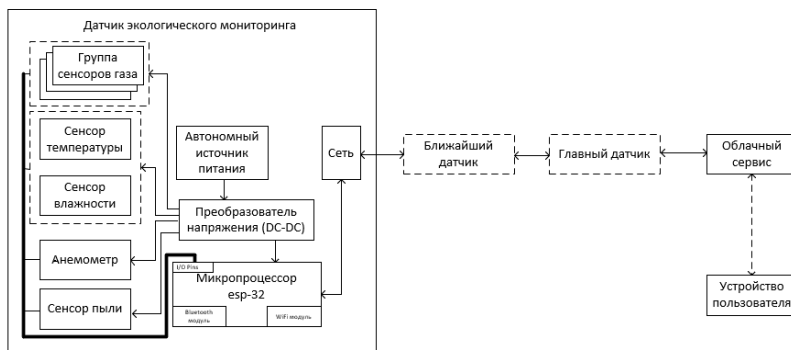 Датчик экологического мониторинга
Группа
сенсоров газа
Сенсор
температуры
Сенсор
влажности
Анемометр
Сенсор пыли
Автономный
источник
питания
Преобразователь
напряжения (DC-DC)
I/O Pins
Микропроцессор
esp-32
Bluetooth
модуль
WiFi модуль
Сеть
Ближайший
датчик
Главный датчик
Облачный
сервис
Устройство
пользователя